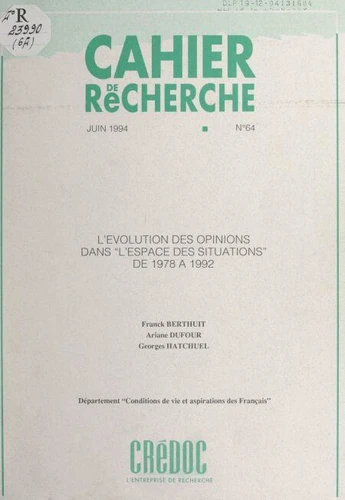 DLP 19-12-94131604
R
23990
(64)
CAHIER
DE
ReCHERCHE
JUIN 1994 N°64
L'EVOLUTION DES OPINIONS
DANS "L'ESPACE DES SITUATIONS"
DE 1978 A 1992
Franck BERTHUIT
Ariane DUFOUR
Georges HATCHUEL
Département "Conditions de vie et aspirations des Français"
CRéDOC
L'ENTREPRISE DE RECHERCHE